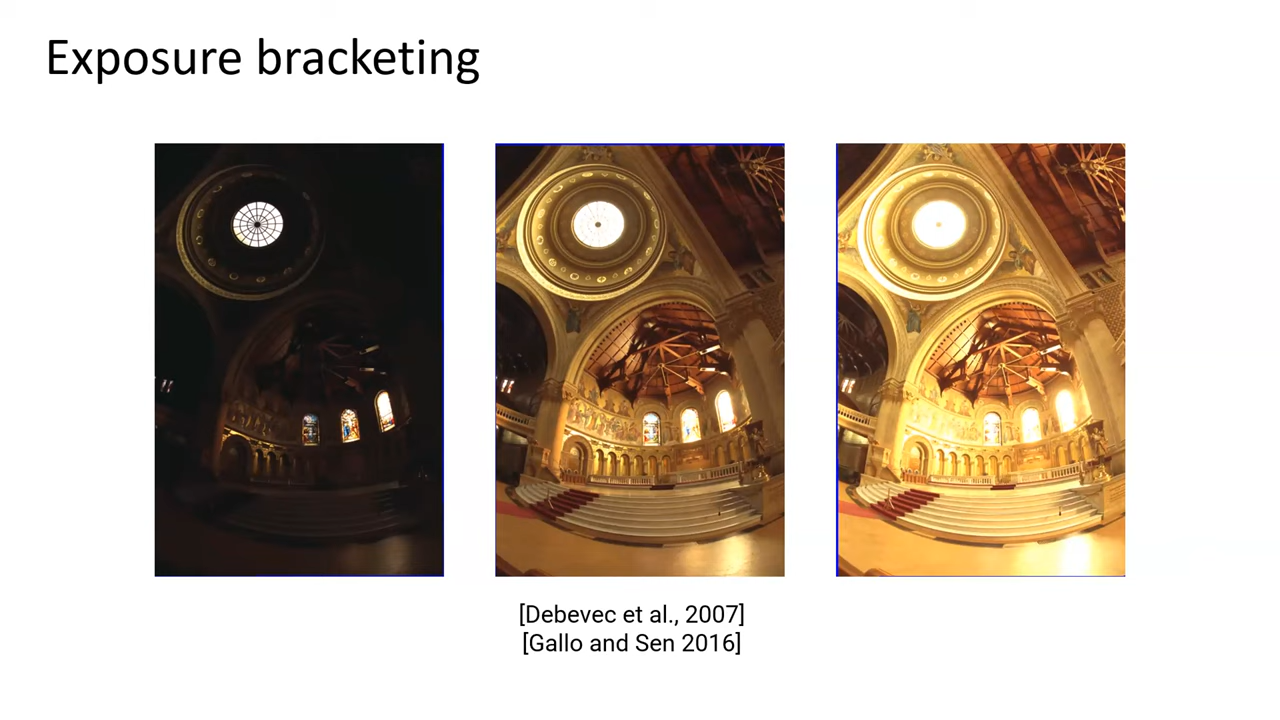 Exposure bracketing
[Debevec et al., 2007]
[Gallo and Sen 2016]